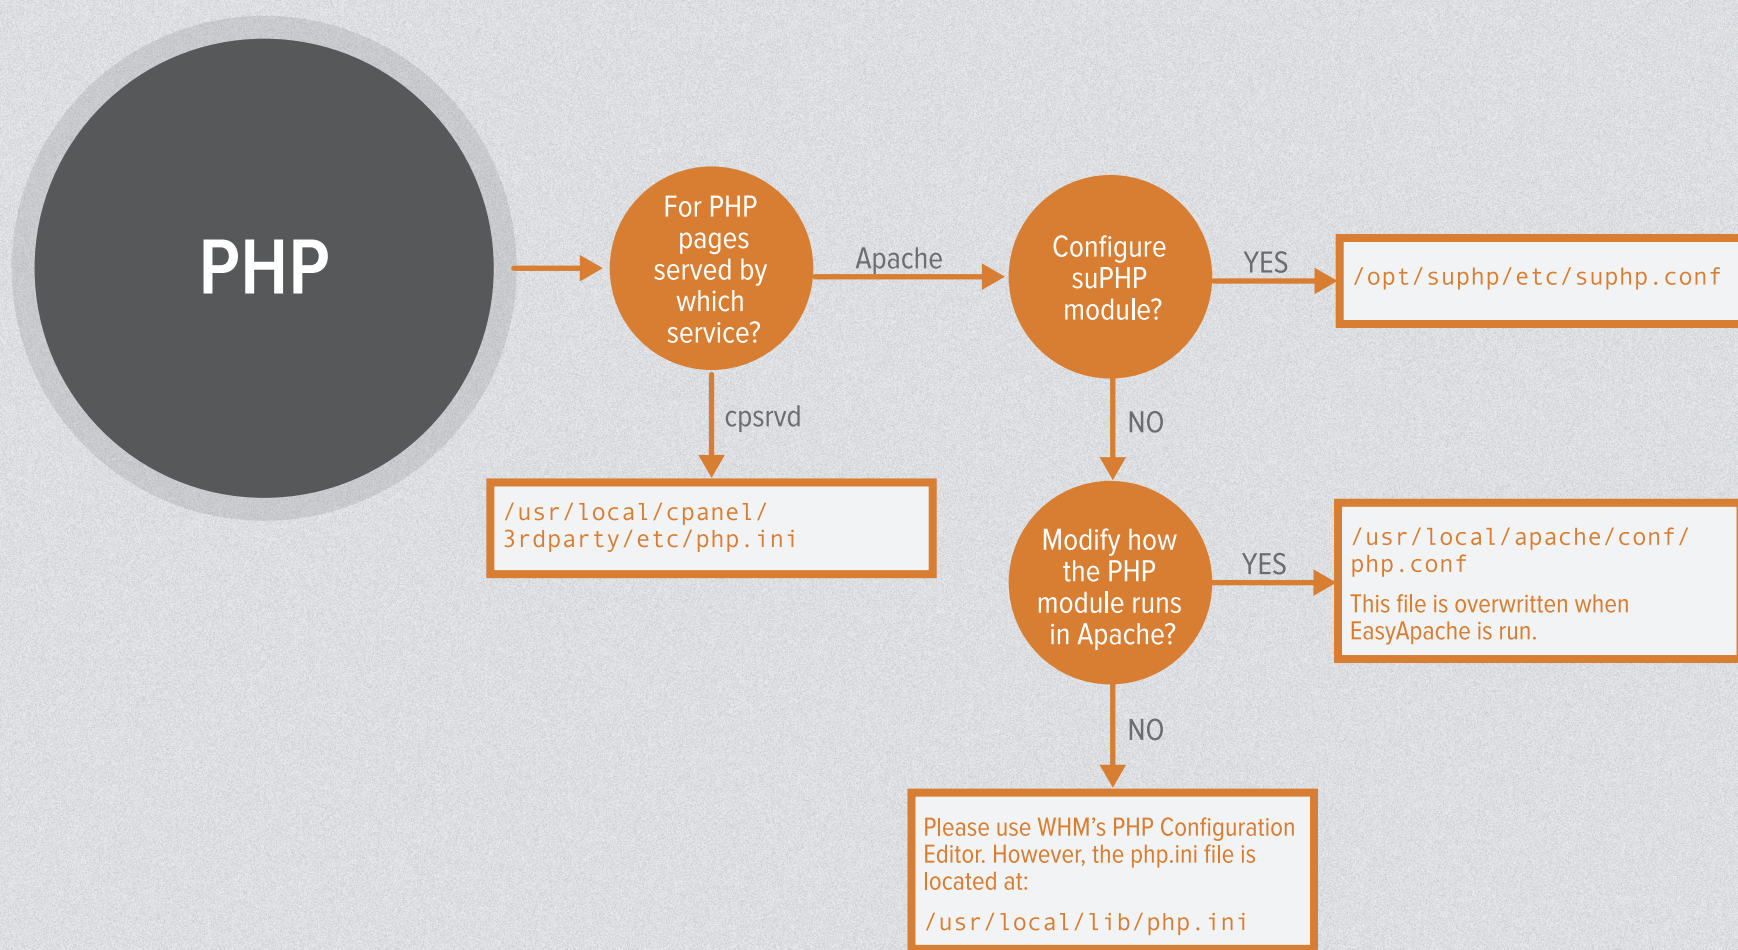 PHP
For PHP
pages
served by
which
service?
Apache
Configure
suPHP
module?
YES
/opt/suphp/etc/suphp.conf
cpsrvd
NO
/usr/local/cpanel/
3rdparty/etc/php.ini
Modify how
the PHP
module runs
in Apache?
YES
/usr/local/apache/conf/
php.conf
This file is overwritten when
EasyApache is run.
NO
Please use WHM’s PHP Configuration
Editor. However, the php.ini file is
located at:
/usr/local/lib/php.ini